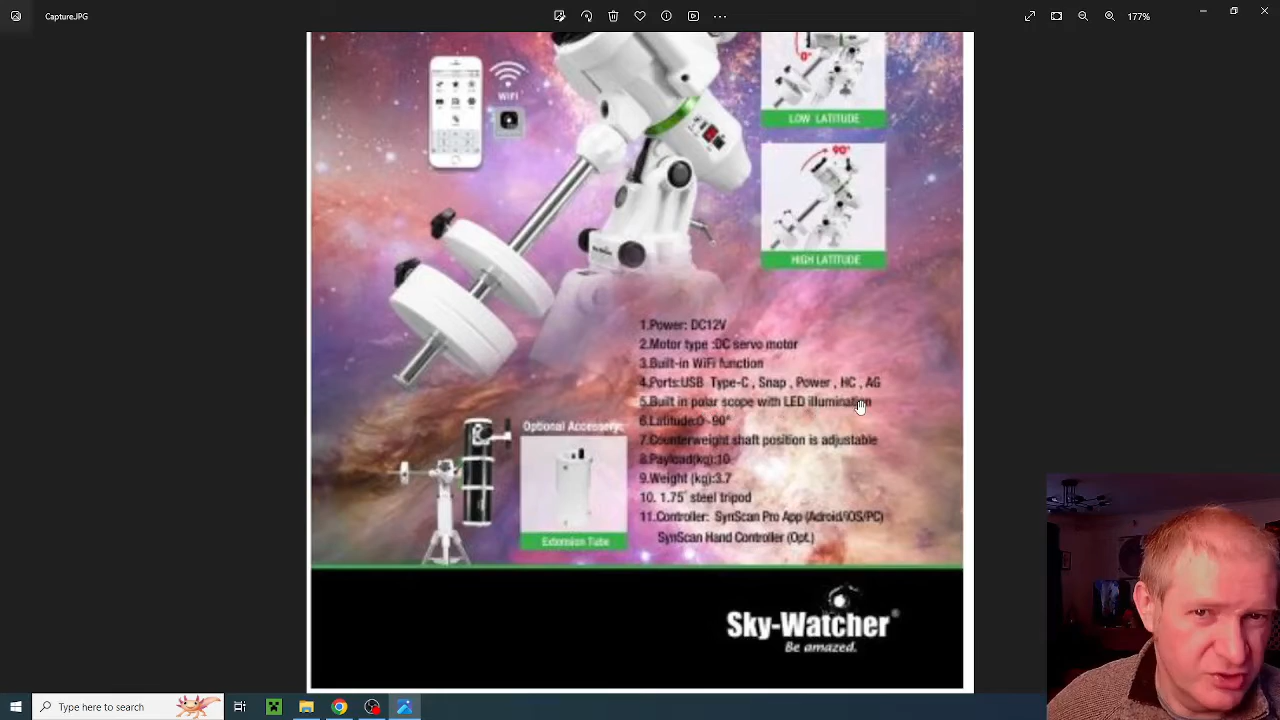 CaptureJPG
177%
WIFI
0°
LOW LATITUDE
90°
HIGH LATITUDE
1.Power: DC12V
2.Motor type :DC servo motor
3.Built-in WiFi function
4.Ports:USB Type-C , Snap , Power , HC , AG
5.Built in polar scope with LED illumination
6.Latitude:0~90°
7.Counterweight shaft position is adjustable
8.Payload(kg):10
9.Weight (kg):3.7
10. 1.75" steel tripod
11.Controller: SynScan Pro App (Adroid/iOS/PC)
SynScan Hand Controller (Opt.)
Optional Accessory:
Extension Tube
Sky-Watcher®
Be amazed.
Type here to search